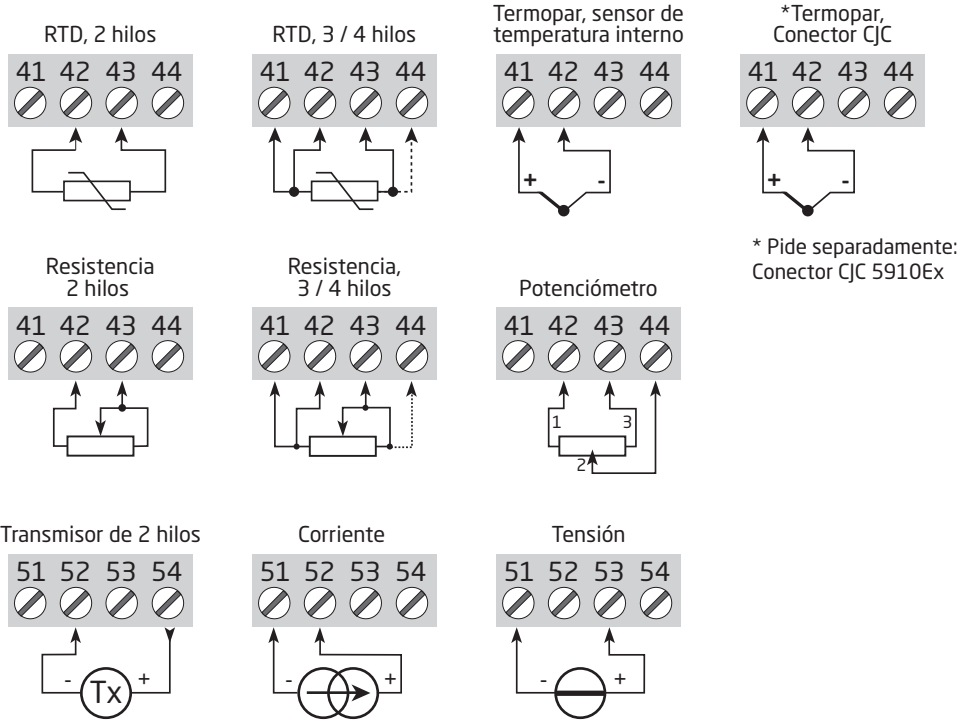 RTD, 2 hilos
41 42 43 44
RTD, 3 / 4 hilos
41 42 43 44
Termopar, sensor de
temperatura interno
41 42 43 44
+ -
*Termopar,
Conector CJC
41 42 43 44
+ -
* Pide separadamente:
Conector CJC 5910Ex
Resistencia
2 hilos
41 42 43 44
Resistencia,
3 / 4 hilos
41 42 43 44
Potenciómetro
41 42 43 44
1 3
2
Transmisor de 2 hilos
51 52 53 54
- Tx +
Corriente
51 52 53 54
- +
Tensión
51 52 53 54
- +